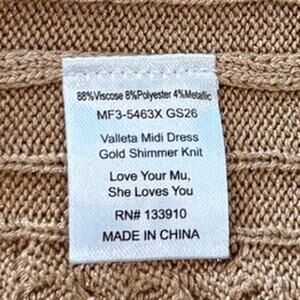 88%Viscose 8%Polyester 4%Metallic
MF3-5463X GS26
Valleta Midi Dress
Gold Shimmer Knit
Love Your Mu,
She Loves You
RN# 133910
MADE IN CHINA